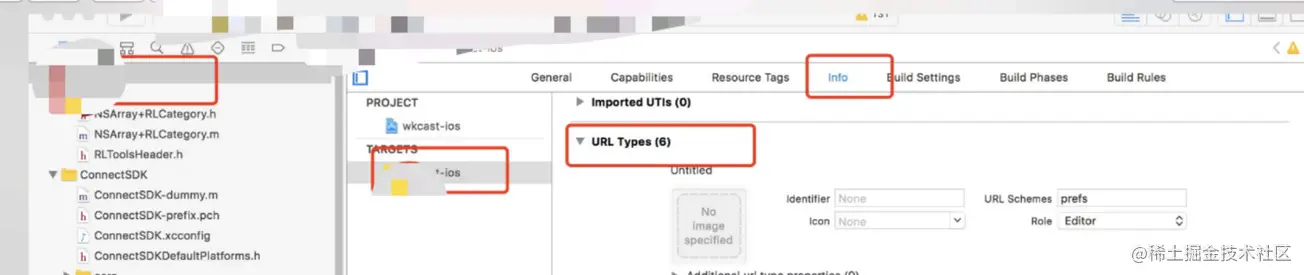 131
t-ios
General Capabilities Resource Tags Info Build Settings Build Phases Build Rules
PROJECT
wkcast-ios
TARGETS
t-ios
NSArray+RLCategory.h
NSArray+RLCategory.m
RLToolsHeader.h
ConnectSDK
ConnectSDK-dummy.m
ConnectSDK-prefix.pch
ConnectSDK.xcconfig
ConnectSDKDefaultPlatforms.h
Imported UTIs (0)
URL Types (6)
Untitled
No
image
specified
Identifier None URL Schemes prefs
Icon None Role Editor
Additional url type properties (0)
@稀土掘金技术社区